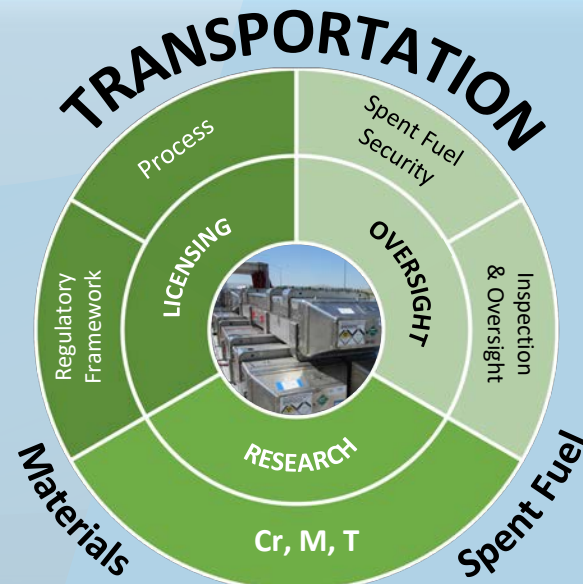 TRANSPORTATION
Process
Spent Fuel
Security
LICENSING
OVERSIGHT
Regulatory
Framework
Inspection
& Oversight
RESEARCH
Cr, M, T
Materials
Spent Fuel